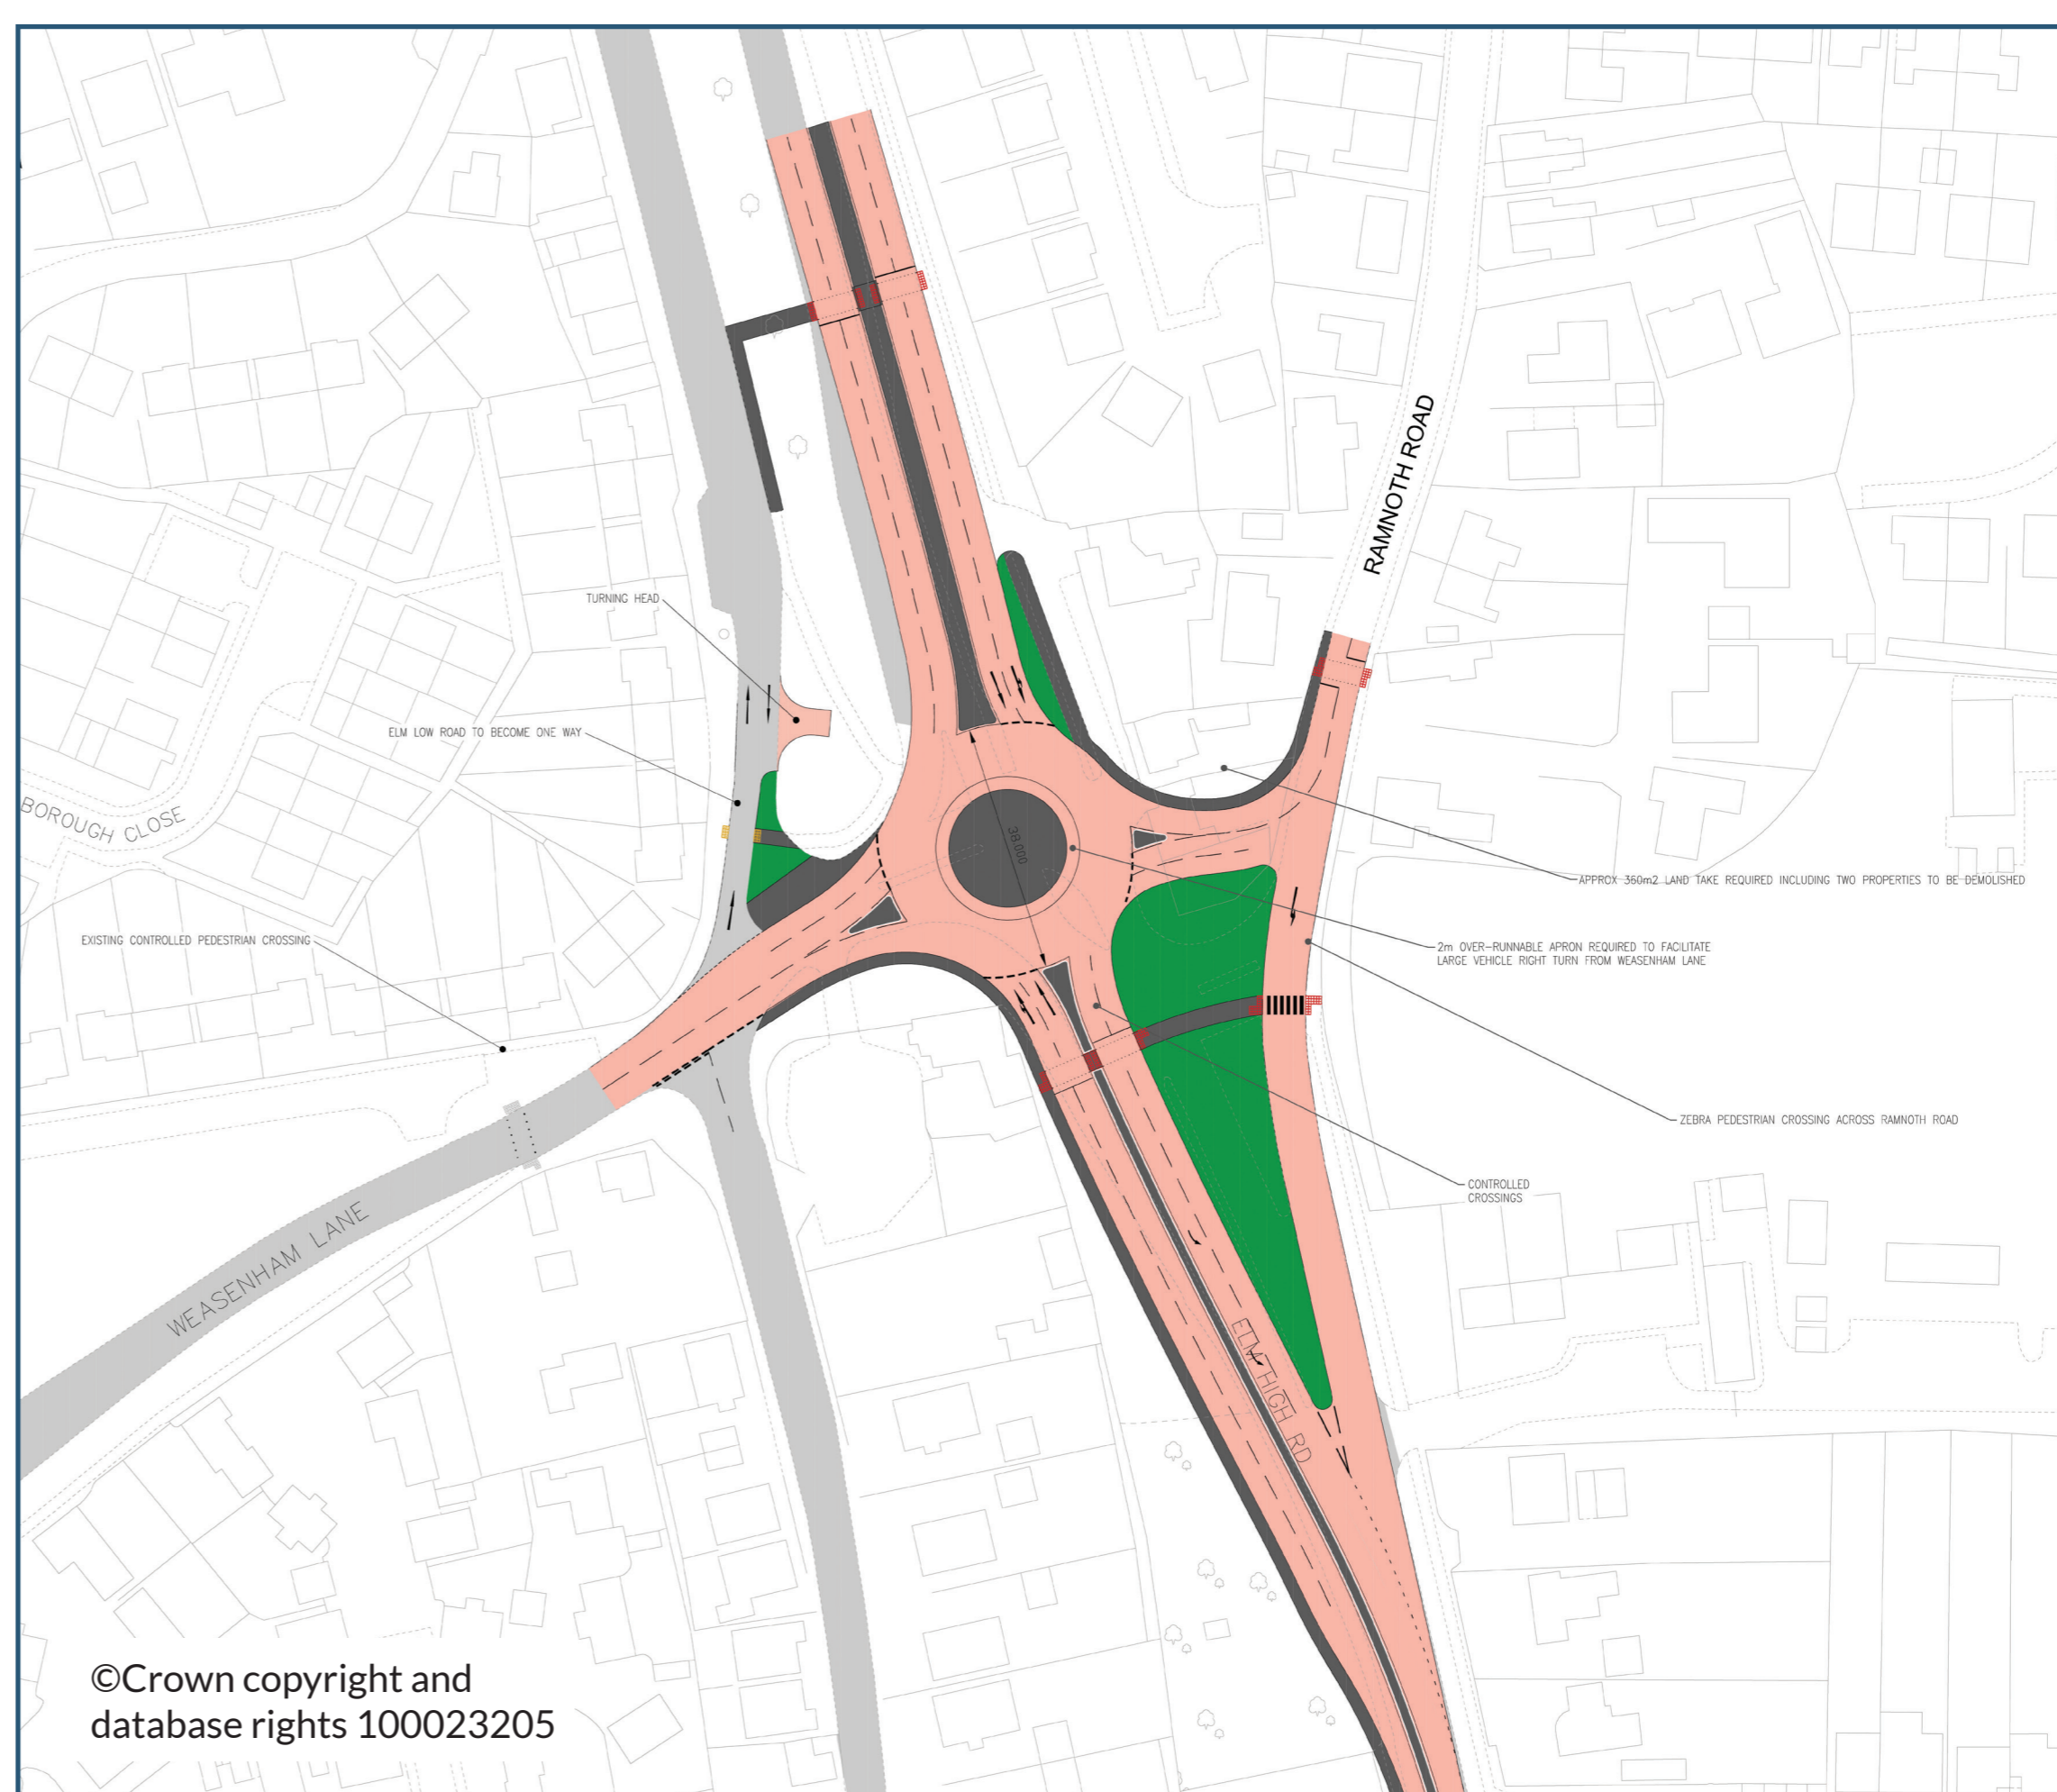 RAMNOTH ROAD
TURNING HEAD
ELM LOW ROAD TO BECOME ONE WAY
BOROUGH CLOSE
38.000
APPROX 360m2 LAND TAKE REQUIRED INCLUDING TWO PROPERTIES TO BE DEMOLISHED
EXISTING CONTROLLED PEDESTRIAN CROSSING
2m OVER-RUNNABLE APRON REQUIRED TO FACILITATE
LARGE VEHICLE RIGHT TURN FROM WEASENHAM LANE
ZEBRA PEDESTRIAN CROSSING ACROSS RAMNOTH ROAD
CONTROLLED
CROSSINGS
WEASENHAM LANE
ELM HIGH RD
©Crown copyright and
database rights 100023205